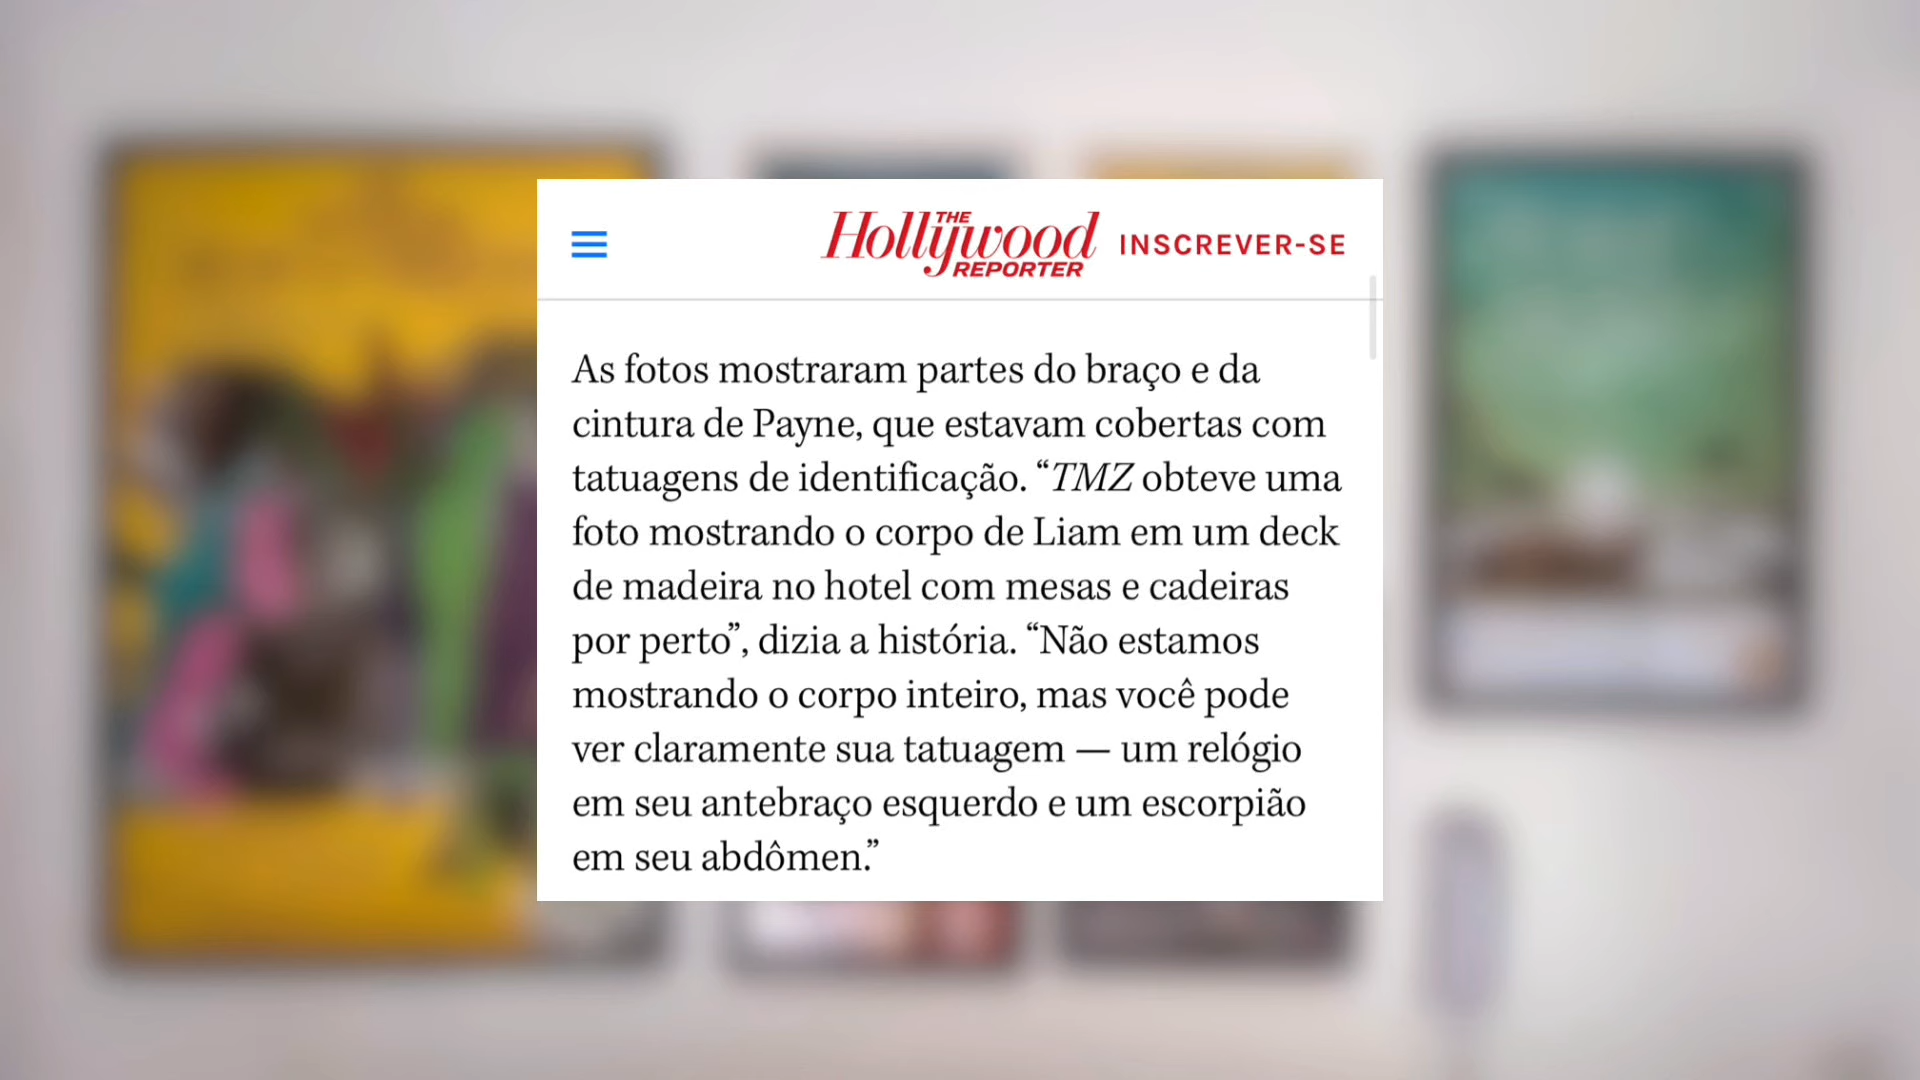 THE
Hollywood
REPORTER
INSCREVER-SE
As fotos mostraram partes do braço e da
cintura de Payne, que estavam cobertas com
tatuagens de identificação. “TMZ obteve uma
foto mostrando o corpo de Liam em um deck
de madeira no hotel com mesas e cadeiras
por perto”, dizia a história. “Não estamos
mostrando o corpo inteiro, mas você pode
ver claramente sua tatuagem — um relógio
em seu antebraço esquerdo e um escorpião
em seu abdômen.”